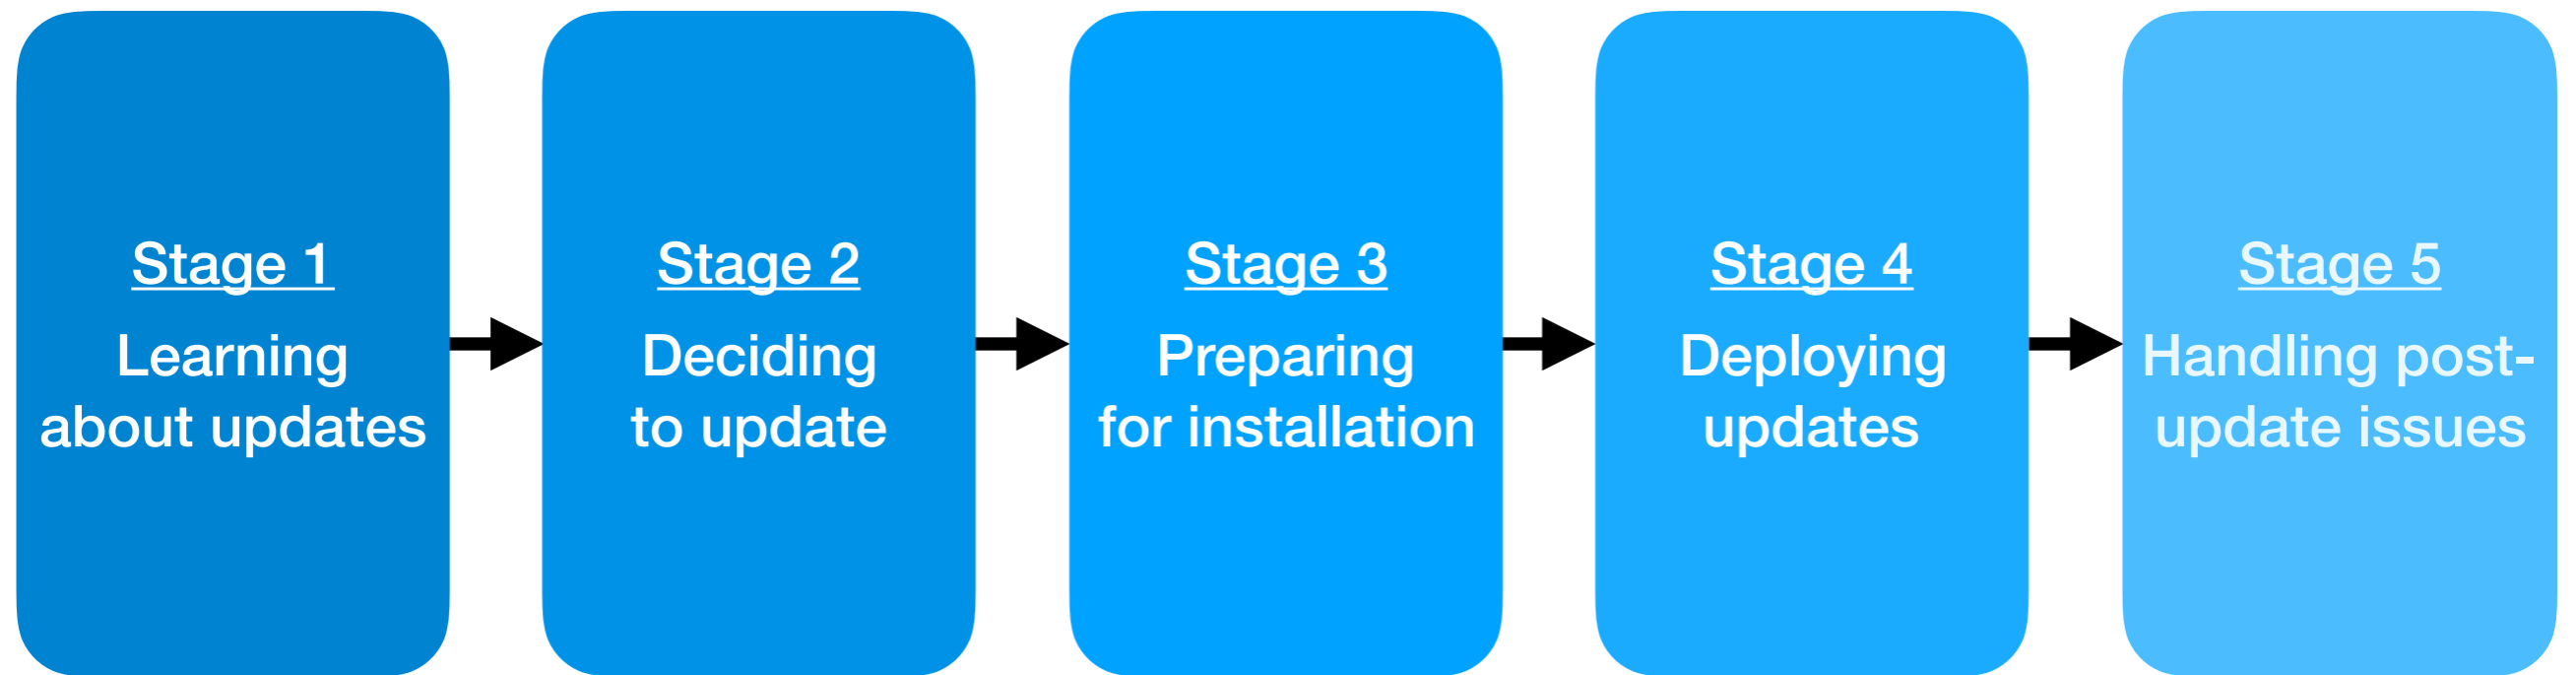 Stage 1
Learning
about updates
Stage 2
Deciding
to update
Stage 3
Preparing
for installation
Stage 4
Deploying
updates
Stage 5
Handling post-
update issues